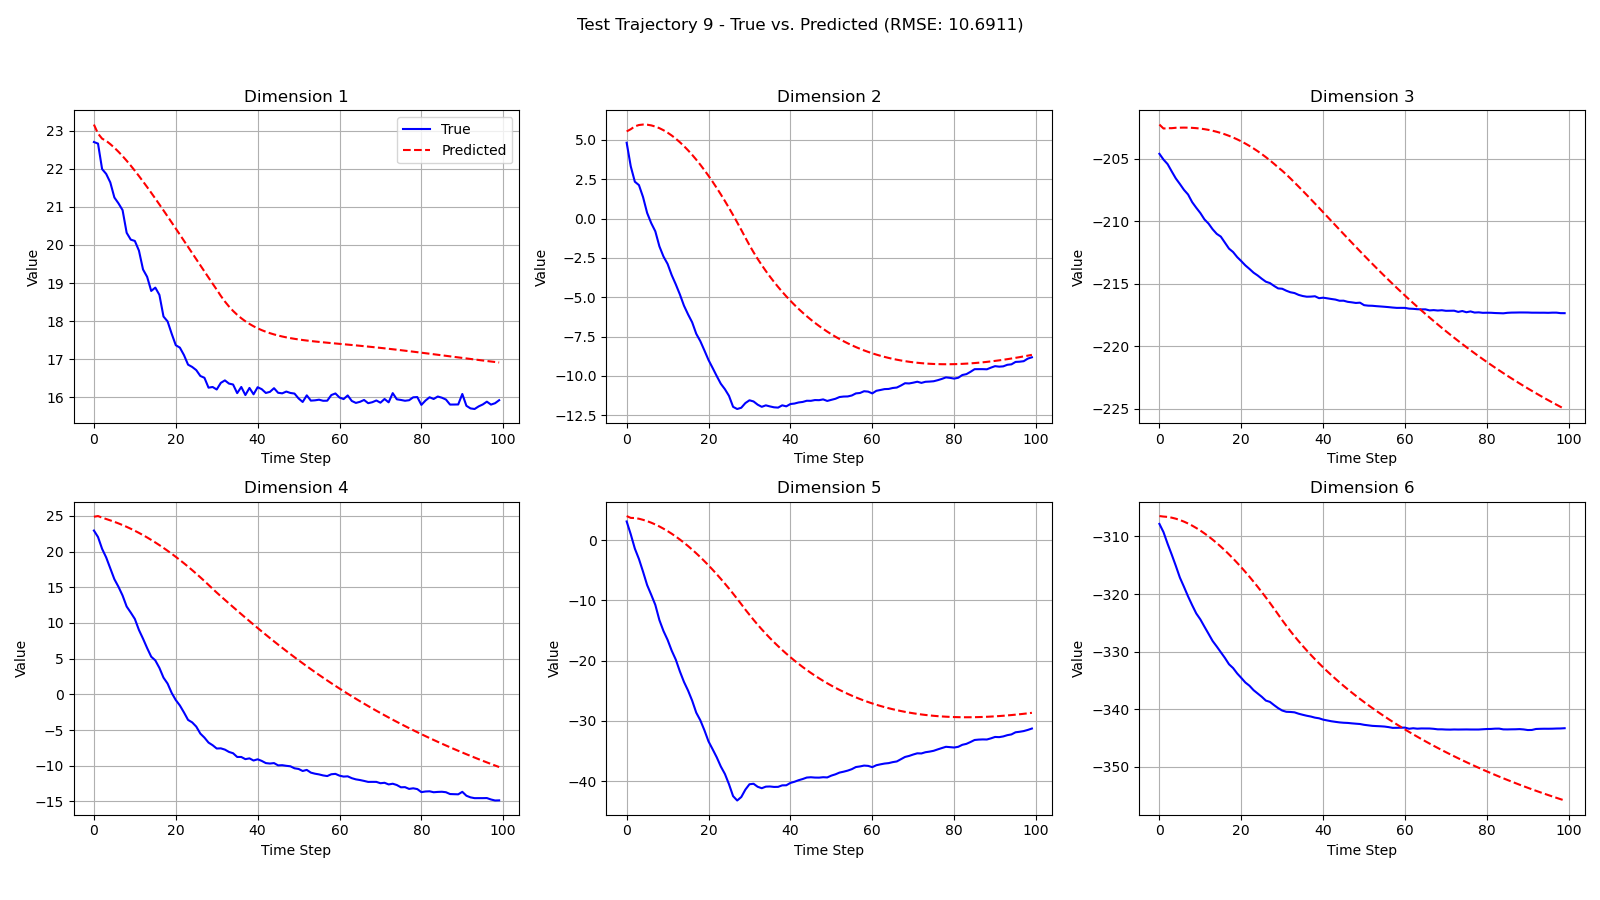 Test Trajectory 9 - True vs. Predicted (RMSE: 10.6911)
Dimension 1
Value
23
22
21
20
19
18
17
16
0 20 40 60 80 100
Time Step
True
Predicted
Dimension 2
Value
5.0
2.5
0.0
−2.5
−5.0
−7.5
−10.0
−12.5
0 20 40 60 80 100
Time Step
Dimension 3
Value
−205
−210
−215
−220
−225
0 20 40 60 80 100
Time Step
Dimension 4
Value
25
20
15
10
5
0
−5
−10
−15
0 20 40 60 80 100
Time Step
Dimension 5
Value
0
−10
−20
−30
−40
0 20 40 60 80 100
Time Step
Dimension 6
Value
−310
−320
−330
−340
−350
0 20 40 60 80 100
Time Step